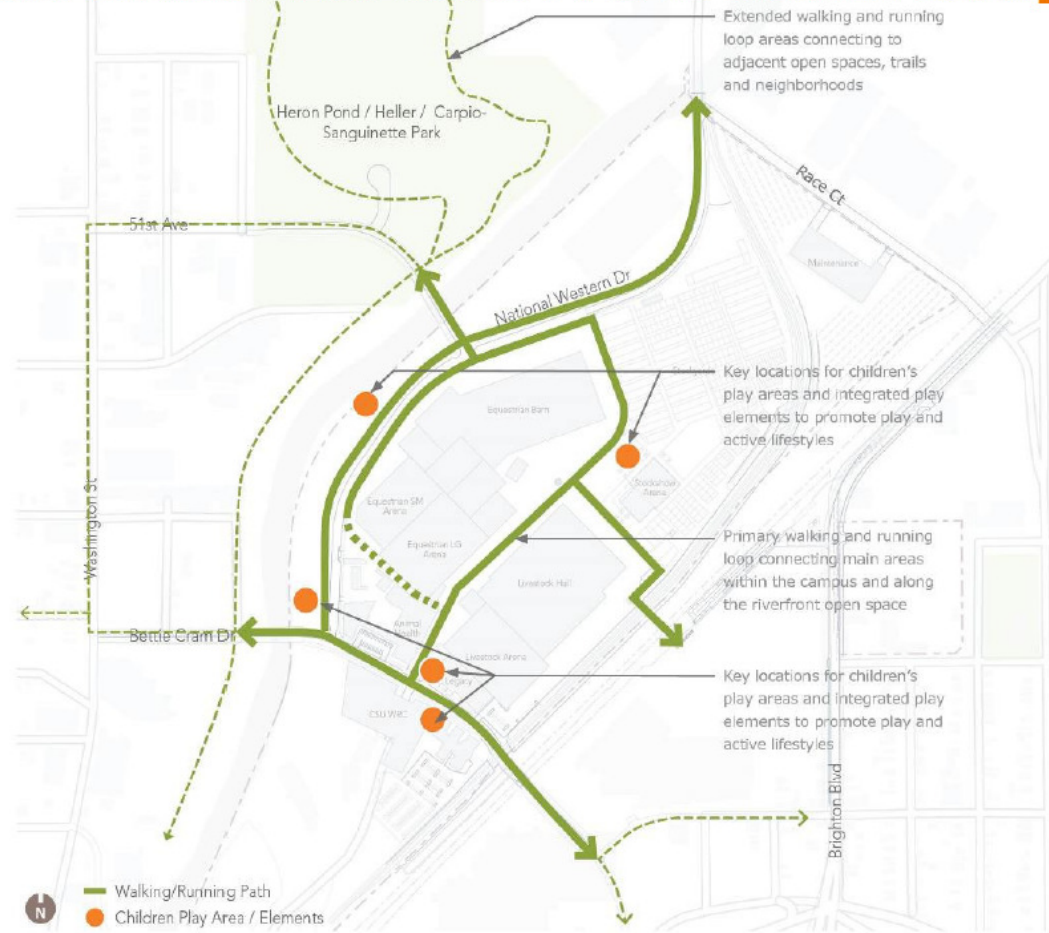 Extended walking and running
loop areas connecting to
adjacent open spaces, trails
and neighborhoods
Heron Pond / Heller / Carpio-
Sanguinette Park
Race Ct
51st Ave
Maintenance
National Western Dr
Key locations for children's
play areas and integrated play
elements to promote play and
active lifestyles
Equestrian Barn
Stockyards
Equestrian SM
Arena
Washington St
Equestrian LG
Arena
Primary walking and running
loop connecting main areas
within the campus and along
the riverfront open space
Livestock Hall
Animal
Health
Bettie Cram Dr
Livestock Arena
Legacy
Key locations for children's
play areas and integrated play
elements to promote play and
active lifestyles
CSU WRC
Brighton Blvd
Walking/Running Path
N
Children Play Area / Elements